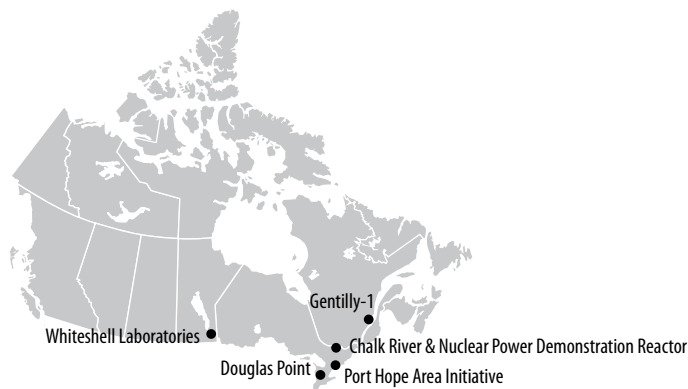 Gentilly-1
Whiteshell Laboratories
Chalk River & Nuclear Power Demonstration Reactor
Douglas Point
Port Hope Area Initiative